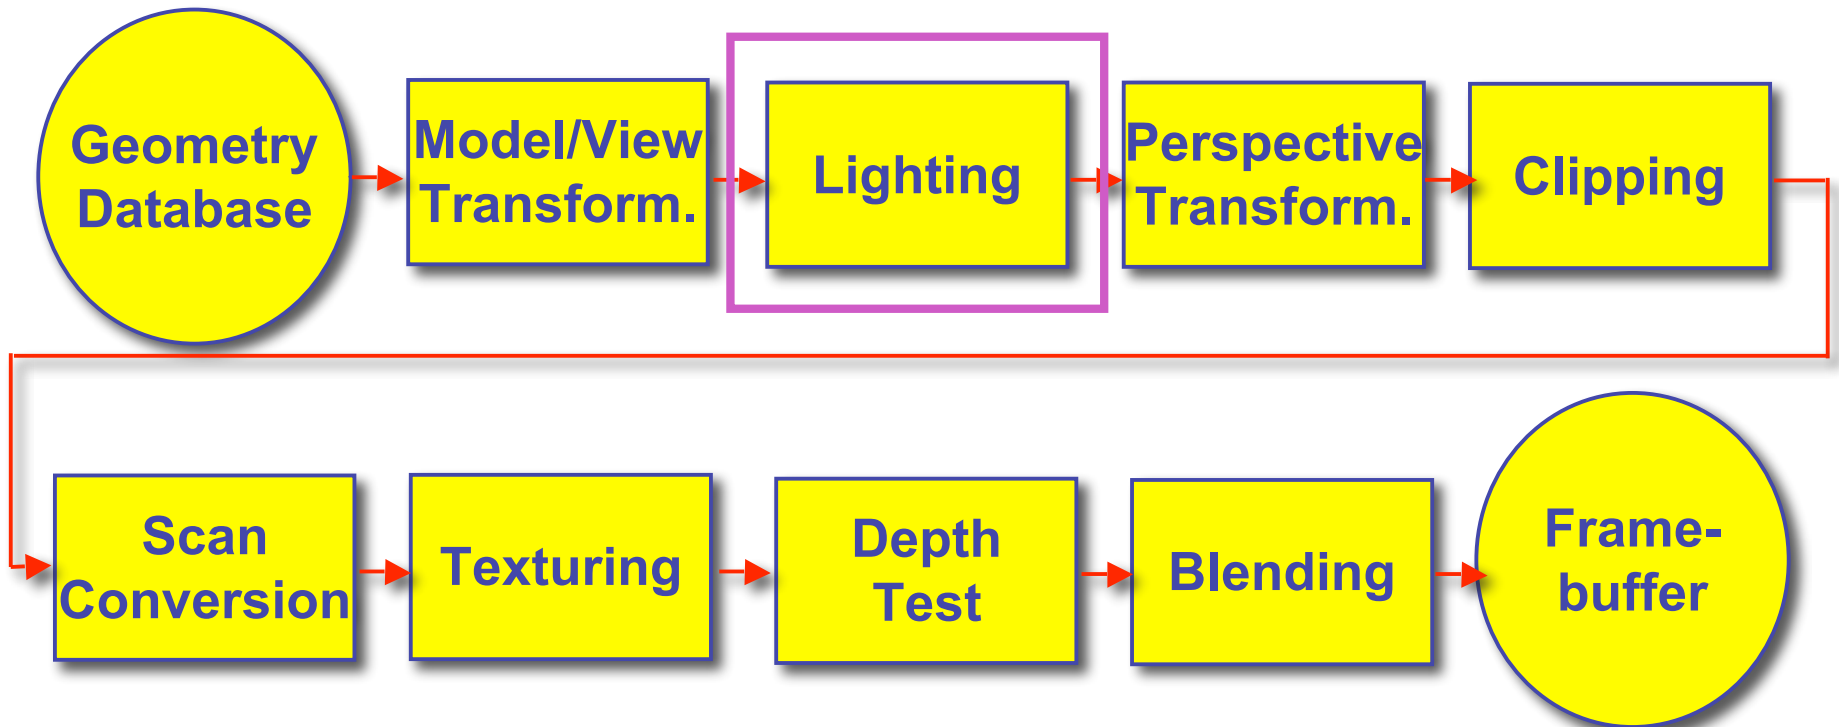 Geometry
Database
Model/View
Transform.
Lighting
Perspective
Transform.
Clipping
Scan
Conversion
Texturing
Depth
Test
Blending
Frame-
buffer